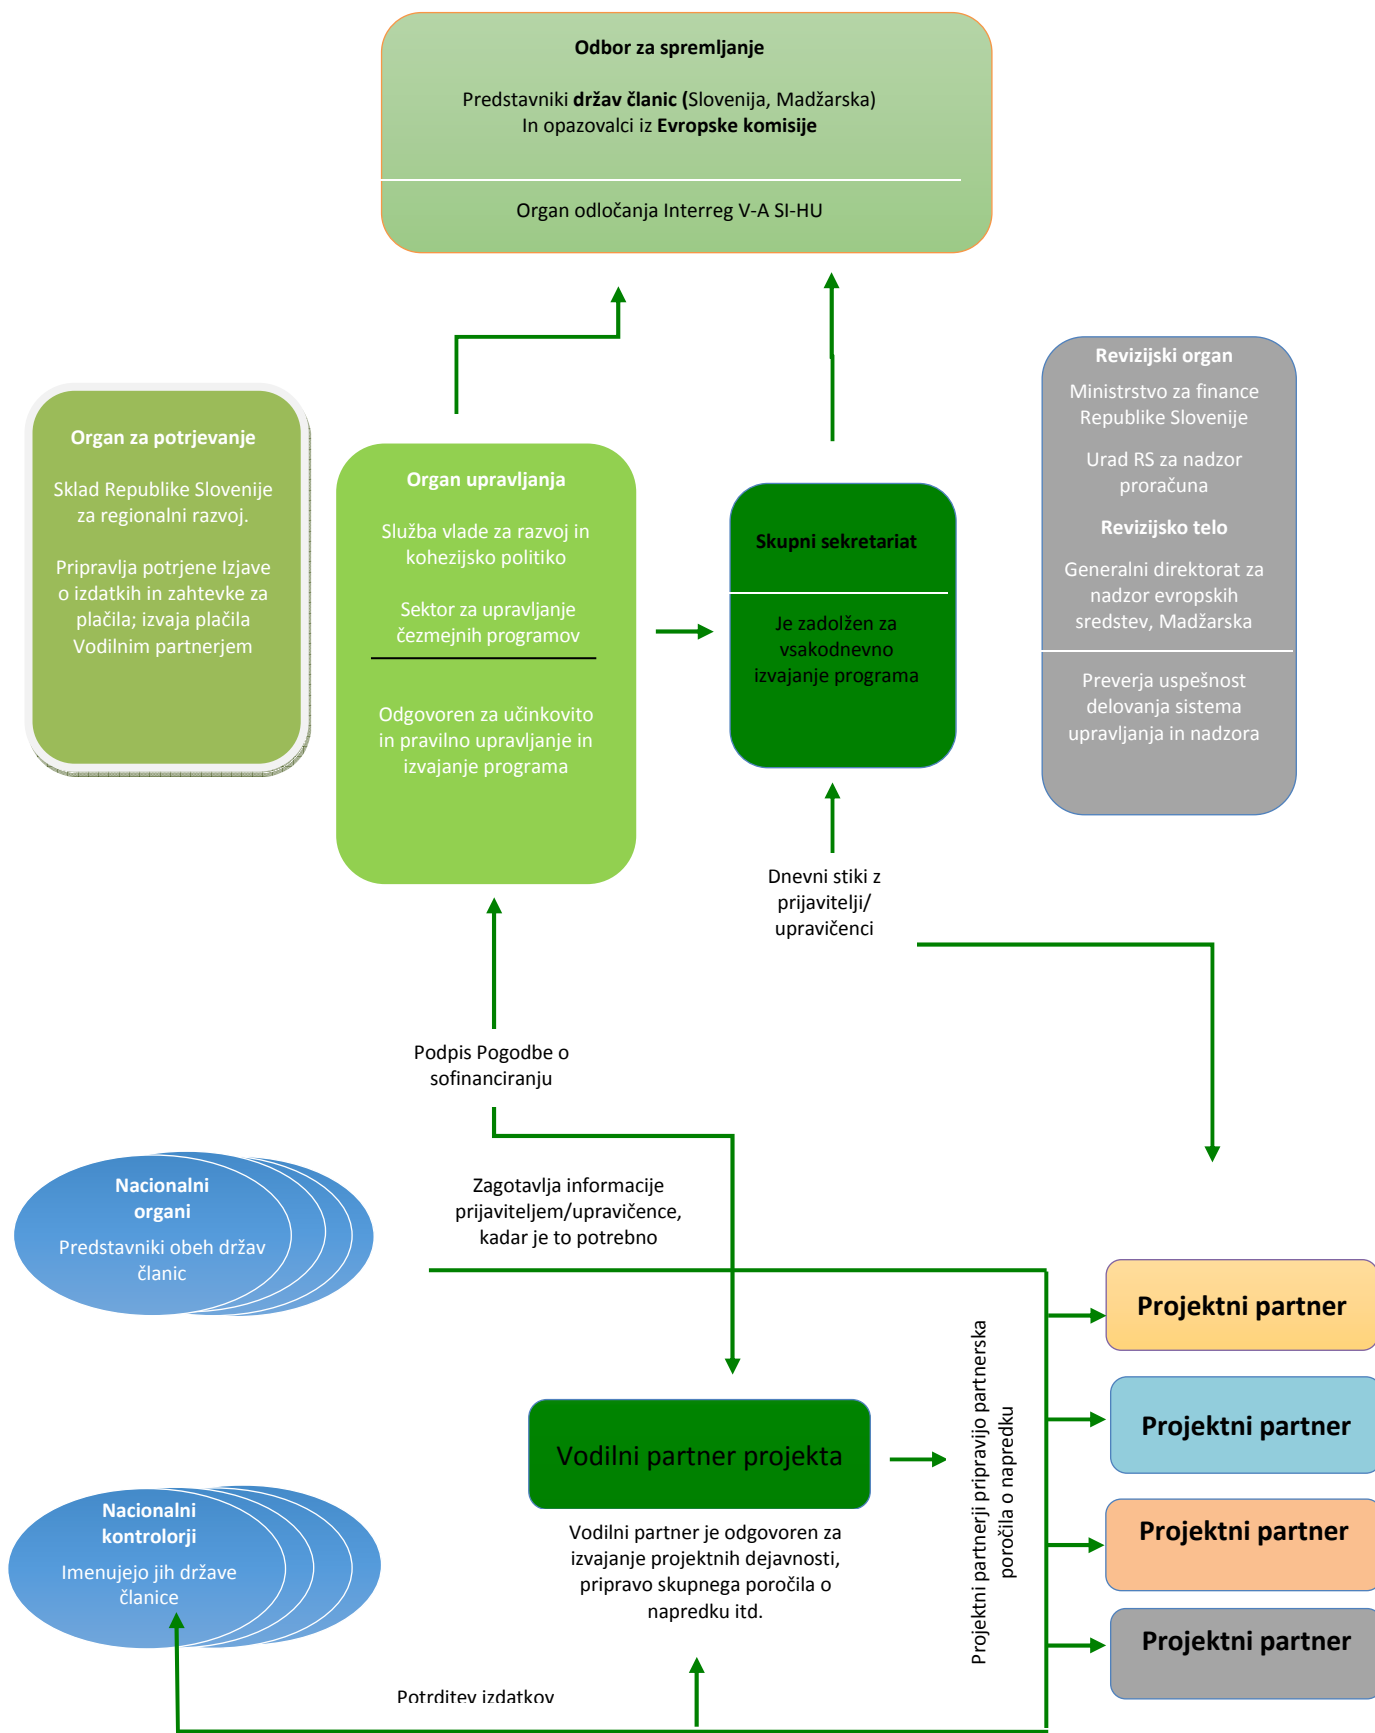 Odbor za spremljanje
Predstavniki držav članic (Slovenija, Madžarska)
In opazovalci iz Evropske komisije
Organ odločanja Interreg V-A SI-HU
Organ za potrjevanje
Sklad Republike Slovenije
za regionalni razvoj.
Pripravlja potrjene Izjave
o izdatkih in zahtevke za
plačila; izvaja plačila
Vodilnim partnerjem
Organ upravljanja
Služba vlade za razvoj in
kohezijsko politiko
Sektor za upravljanje
čezmejnih programov
Odgovoren za učinkovito
in pravilno upravljanje in
izvajanje programa
Skupni sekretariat
Je zadolžen za
vsakodnevno
izvajanje programa
Revizijski organ
Ministrstvo za finance
Republike Slovenije
Urad RS za nadzor
proračuna
Revizijsko telo
Generalni direktorat za
nadzor evropskih
sredstev, Madžarska
Preverja uspešnost
delovanja sistema
upravljanja in nadzora
Dnevni stiki z
prijavitelji/
upravičenci
Podpis Pogodbe o
sofinanciranju
Nacionalni
organi
Predstavniki obeh držav
članic
Zagotavlja informacije
prijaviteljem/upravičence,
kadar je to potrebno
Projektni partner
Projektni partner
Projektni partner
Projektni partner
Projektni partnerji pripravijo partnerska
poročila o napredku
Vodilni partner projekta
Vodilni partner je odgovoren za
izvajanje projektnih dejavnosti,
pripravo skupnega poročila o
napredku itd.
Nacionalni
kontrolorji
Imenujejo jih države
članice
Potrditev izdatkov